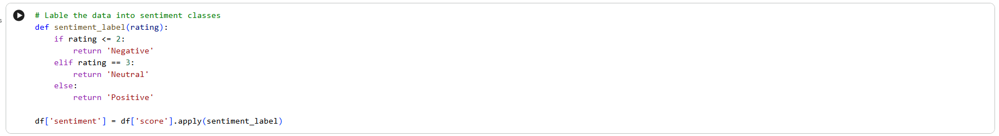 # Lable the data into sentiment classes
def sentiment_label(rating):
    if rating <= 2:
        return 'Negative'
    elif rating == 3:
        return 'Neutral'
    else:
        return 'Positive'
df['sentiment'] = df['score'].apply(sentiment_label)